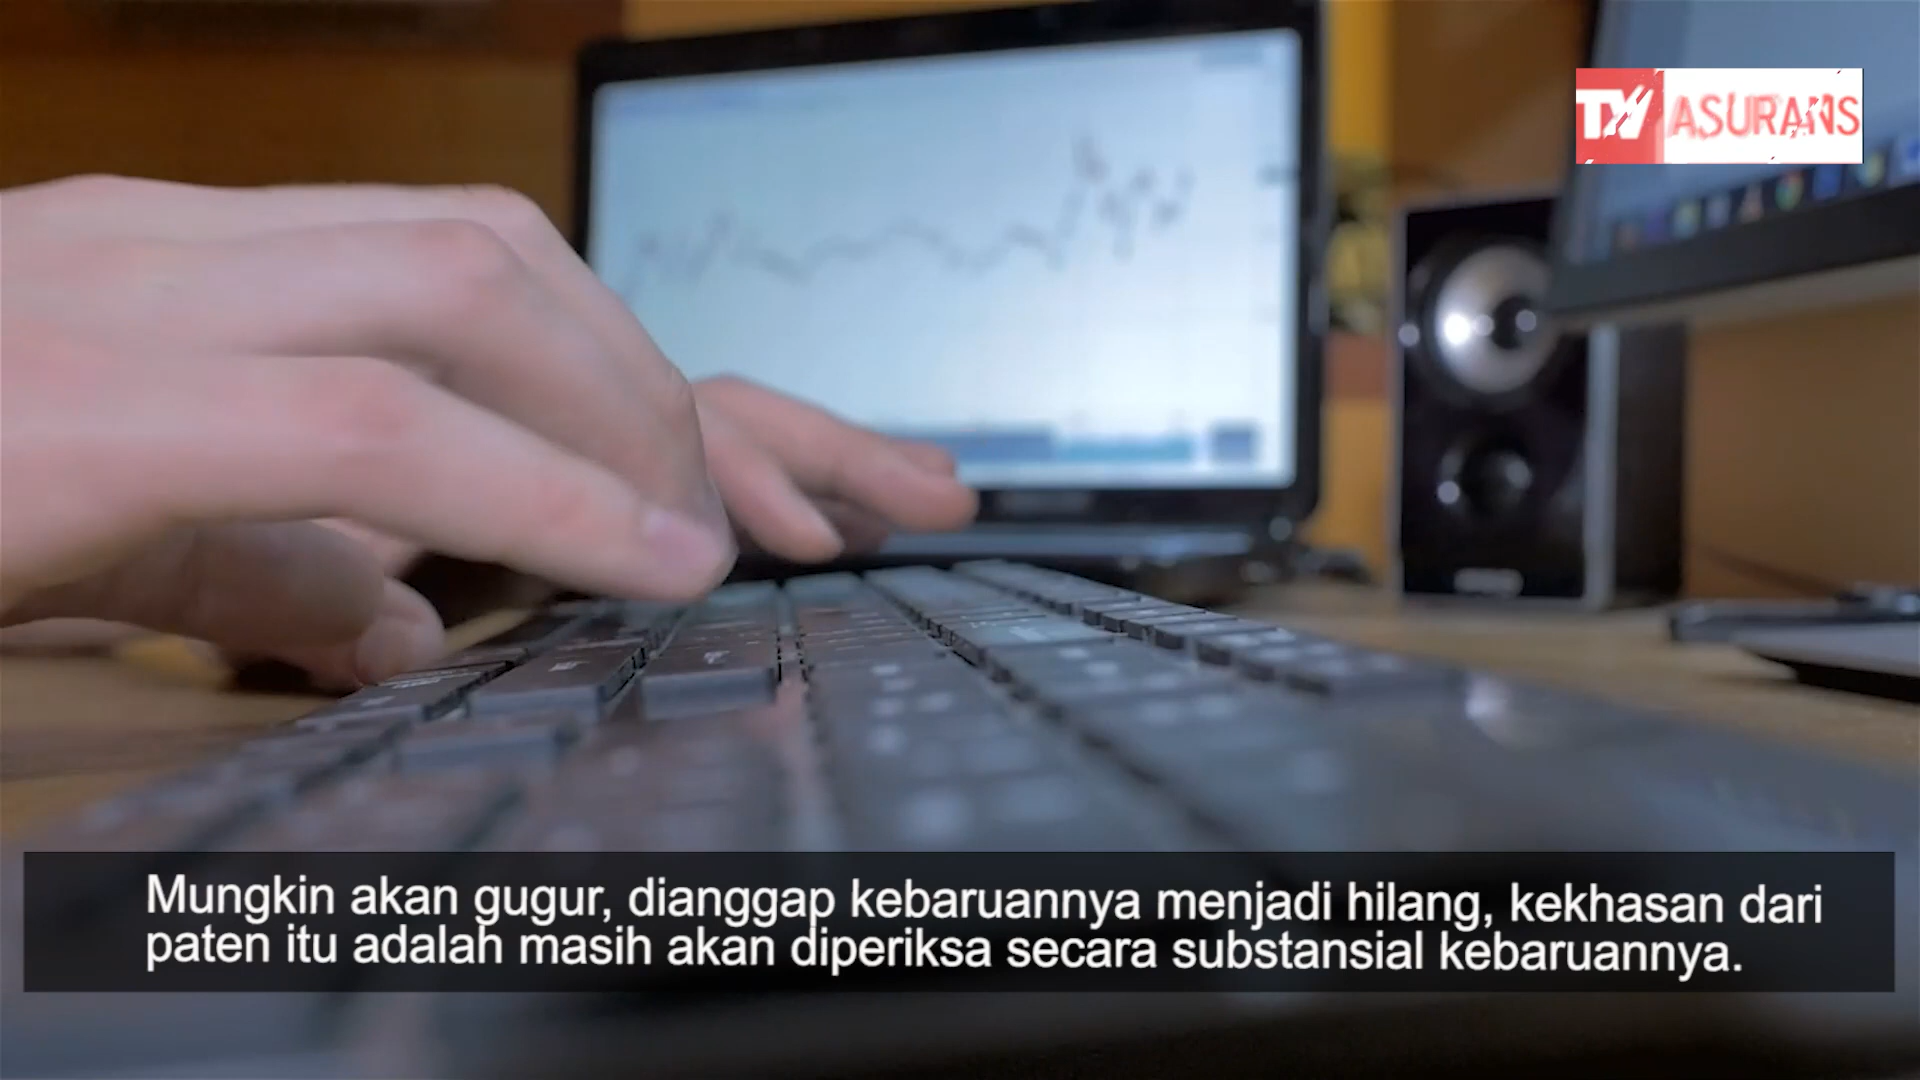 TV ASURANS
Mungkin akan gugur, dianggap kebaruannya menjadi hilang, kekhasan dari
paten itu adalah masih akan diperiksa secara substansial kebaruannya.